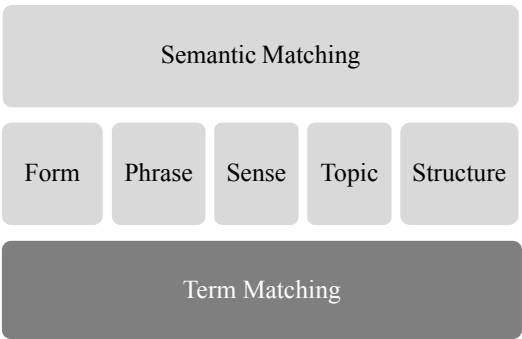 Semantic Matching
Form Phrase Sense Topic Structure
Term Matching